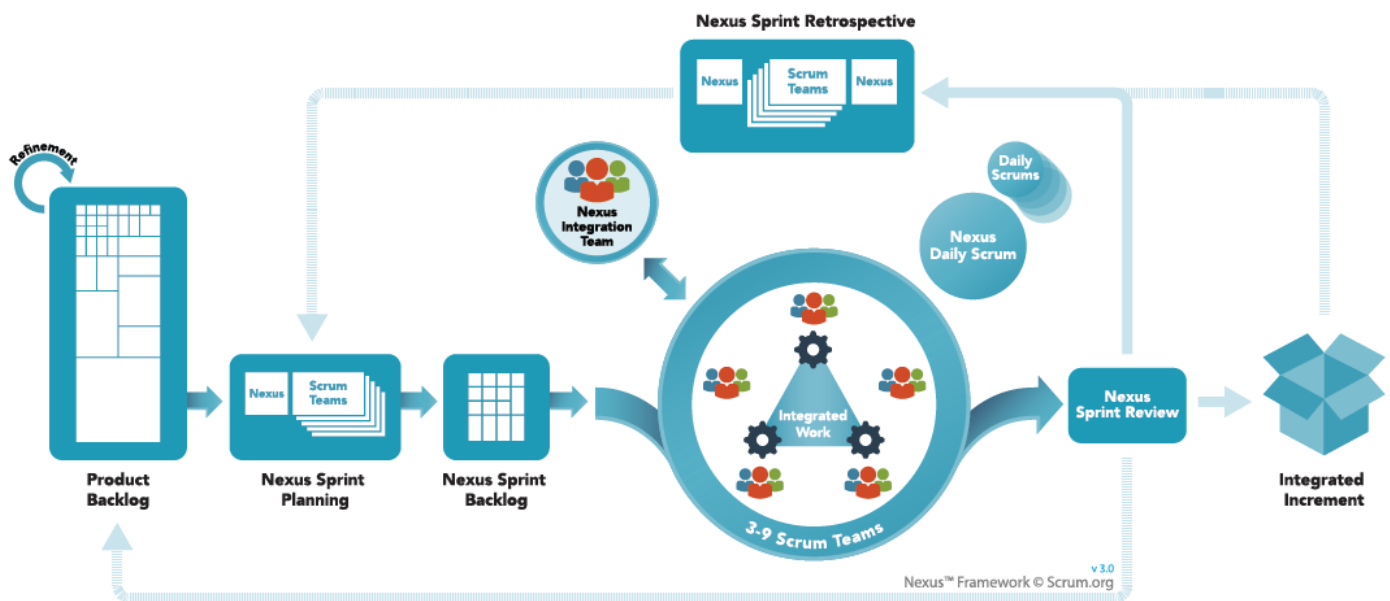 Nexus Sprint Retrospective
Nexus
Scrum
Teams
Nexus
Refinement
Nexus
Integration
Team
Daily
Scrums
Nexus
Daily Scrum
Nexus
Scrum
Teams
Integrated
Work
Nexus
Sprint Review
3-9 Scrum Teams
Product
Backlog
Nexus Sprint
Planning
Nexus Sprint
Backlog
Integrated
Increment
v 3.0
Nexus™ Framework © Scrum.org